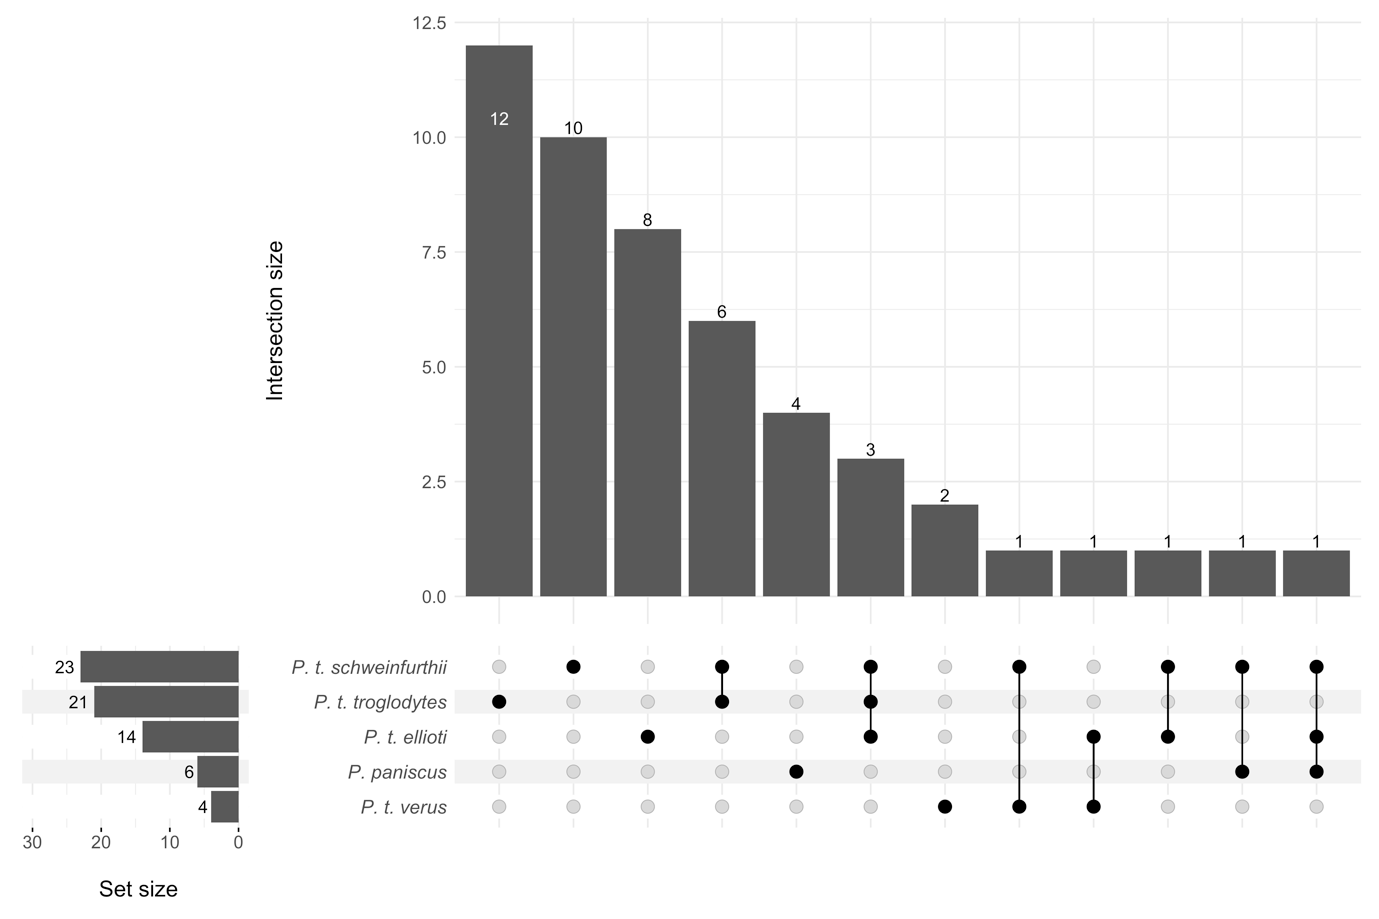 12.5
10.0
7.5
5.0
2.5
0.0
Intersection size
12
10
8
6
4
3
2
1
1
1
1
1
23
21
14
6
4
30 20 10 0
Set size
P. t. schweinfurthii
P. t. troglodytes
P. t. ellioti
P. paniscus
P. t. verus